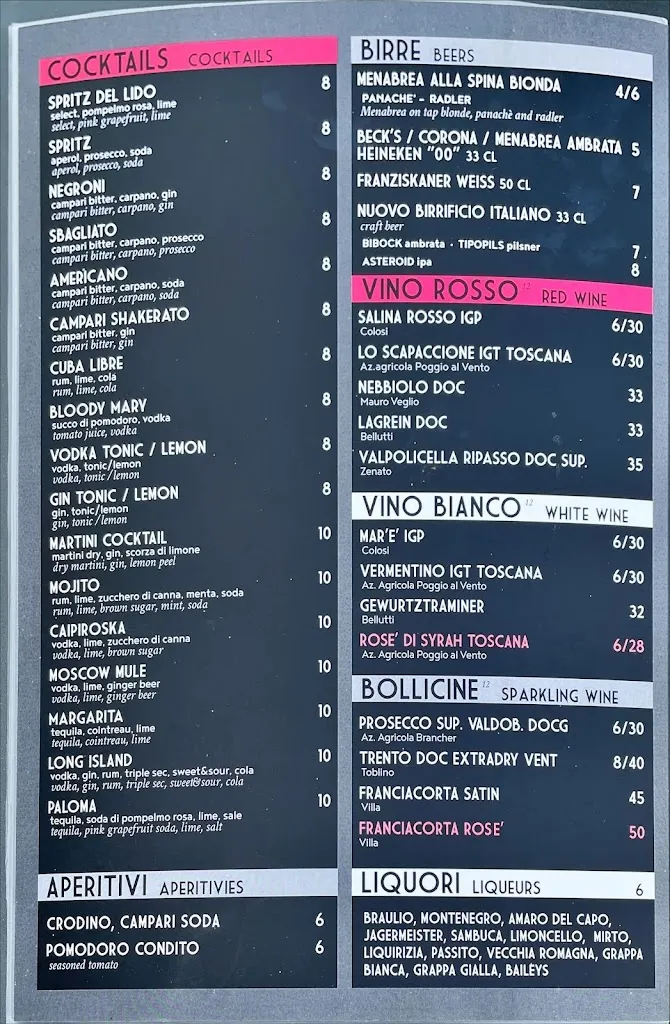 COCKTAILS COCKTAILS
SPRITZ DEL LIDO 8
select, pompelmo rosa, lime
select, pink grapefruit, lime
SPRITZ 8
aperol, prosecco, soda
aperol, prosecco, soda
NEGRONI 8
campari bitter, carpano, gin
campari bitter, carpano, gin
SBAGLIATO 8
campari bitter, carpano, prosecco
campari bitter, carpano, prosecco
AMERICANO 8
campari bitter, carpano, soda
campari bitter, carpano, soda
CAMPARI SHAKERATO 8
campari bitter, gin
campari bitter, gin
CUBA LIBRE 8
rum, lime, cola
rum, lime, cola
BLOODY MARY 8
succo di pomodoro, vodka
tomato juice, vodka
VODKA TONIC / LEMON 8
vodka, tonic/lemon
vodka, tonic/lemon
GIN TONIC / LEMON 8
gin, tonic/lemon
gin, tonic/lemon
MARTINI COCKTAIL 10
martini dry, gin, scorza di limone
dry martini, gin, lemon peel
MOJITO 10
rum, lime, zucchero di canna, menta, soda
rum, lime, brown sugar, mint, soda
CAIPIROSKA 10
vodka, lime, zucchero di canna
vodka, lime, brown sugar
MOSCOW MULE 10
vodka, lime, ginger beer
vodka, lime, ginger beer
MARGARITA 10
tequila, cointreau, lime
tequila, cointreau, lime
LONG ISLAND 10
vodka, gin, rum, triple sec, sweet&sour, cola
vodka, gin, rum, triple sec, sweet&sour, cola
PALOMA 10
tequila, soda di pompelmo rosa, lime, sale
tequila, pink grapefruit soda, lime, salt
APERITIVI APERITIVIES
CRODINO, CAMPARI SODA 6
POMODORO CONDITO 6
seasoned tomato
BIRRE BEERS
MENABREA ALLA SPINA BIONDA 4/6
PANACHE' - RADLER
Menabrea on tap blonde, panachè and radler
BECK'S / CORONA / MENABREA AMBRATA 5
HEINEKEN "00" 33 CL
FRANZISKANER WEISS 50 CL 7
NUOVO BIRRIFICIO ITALIANO 33 CL
craft beer
BIBOCK ambrata · TIPOPILS pilsner 7
ASTEROID ipa 8
VINO ROSSO 12 RED WINE
SALINA ROSSO IGP 6/30
Colosi
LO SCAPACCIONE IGT TOSCANA 6/30
Az.agricola Poggio al Vento
NEBBIOLO DOC 33
Mauro Veglio
LAGREIN DOC 33
Bellutti
VALPOLICELLA RIPASSO DOC SUP. 35
Zenato
VINO BIANCO 12 WHITE WINE
MAR'E' IGP 6/30
Colosi
VERMENTINO IGT TOSCANA 6/30
Az. Agricola Poggio al Vento
GEWURTZTRAMINER 32
Bellutti
ROSE' DI SYRAH TOSCANA 6/28
Az. Agricola Poggio al Vento
BOLLICINE 12 SPARKLING WINE
PROSECCO SUP. VALDOB. DOCG 6/30
Az. Agricola Brancher
TRENTO DOC EXTRADRY VENT 8/40
Toblino
FRANCIACORTA SATIN 45
Villa
FRANCIACORTA ROSE' 50
Villa
LIQUORI LIQUEURS 6
BRAULIO, MONTENEGRO, AMARO DEL CAPO,
JAGERMEISTER, SAMBUCA, LIMONCELLO, MIRTO,
LIQUIRIZIA, PASSITO, VECCHIA ROMAGNA, GRAPPA
BIANCA, GRAPPA GIALLA, BAILEYS